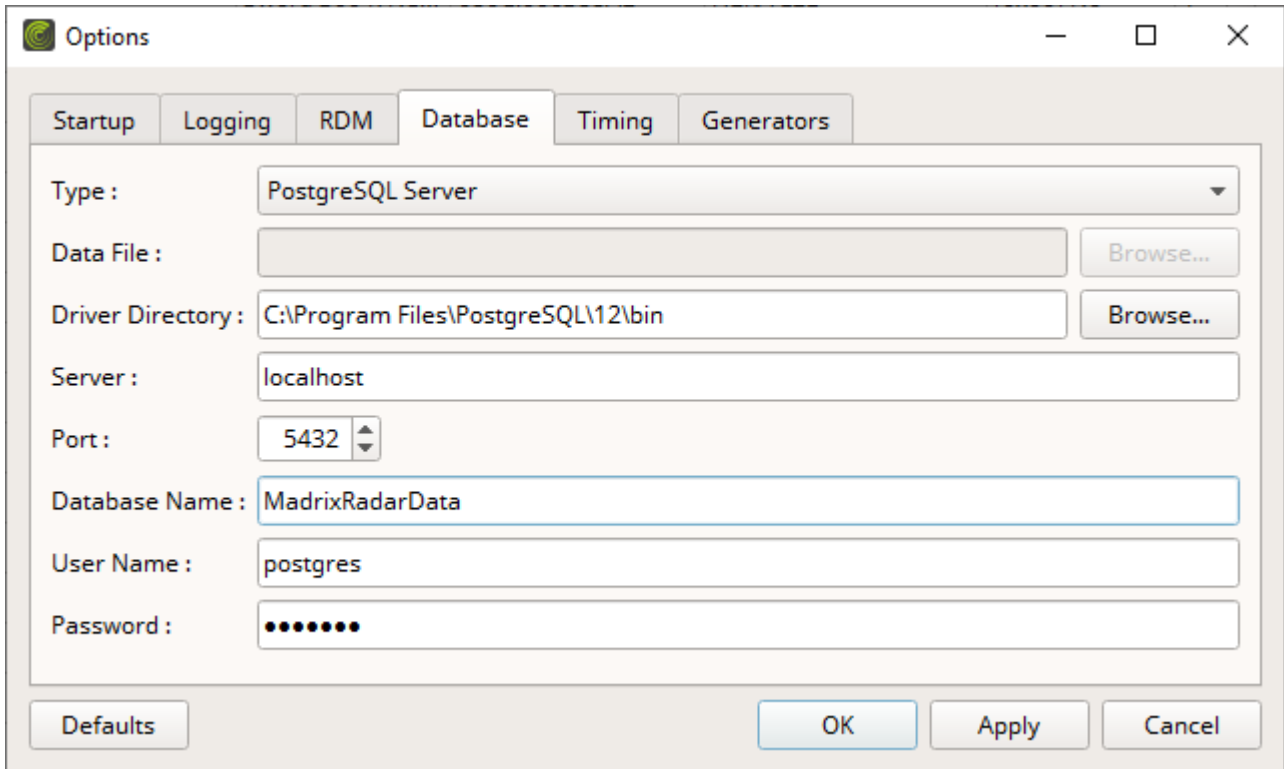 Options
Startup Logging RDM Database Timing Generators
Type : PostgreSQL Server
Data File : Browse...
Driver Directory : C:\Program Files\PostgreSQL\12\bin Browse...
Server : localhost
Port : 5432
Database Name : MadrixRadarData
User Name : postgres
Password : •••••••
Defaults OK Apply Cancel